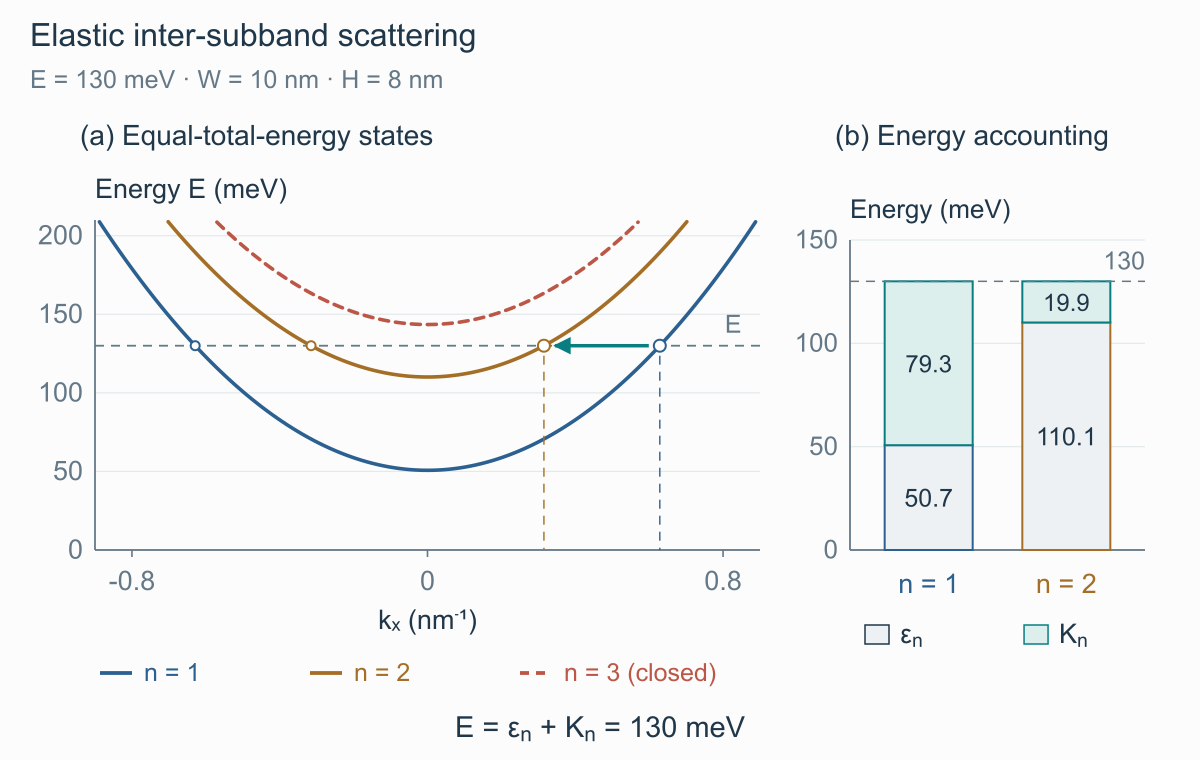 Elastic inter-subband scattering
E = 130 meV · W = 10 nm · H = 8 nm
(a) Equal-total-energy states
Energy E (meV)
200
150
100
50
0
E
-0.8
0
0.8
kₓ (nm⁻¹)
n = 1
n = 2
n = 3 (closed)
(b) Energy accounting
Energy (meV)
150
100
50
0
130
79.3
50.7
19.9
110.1
n = 1
n = 2
εₙ
Kₙ
E = εₙ + Kₙ = 130 meV